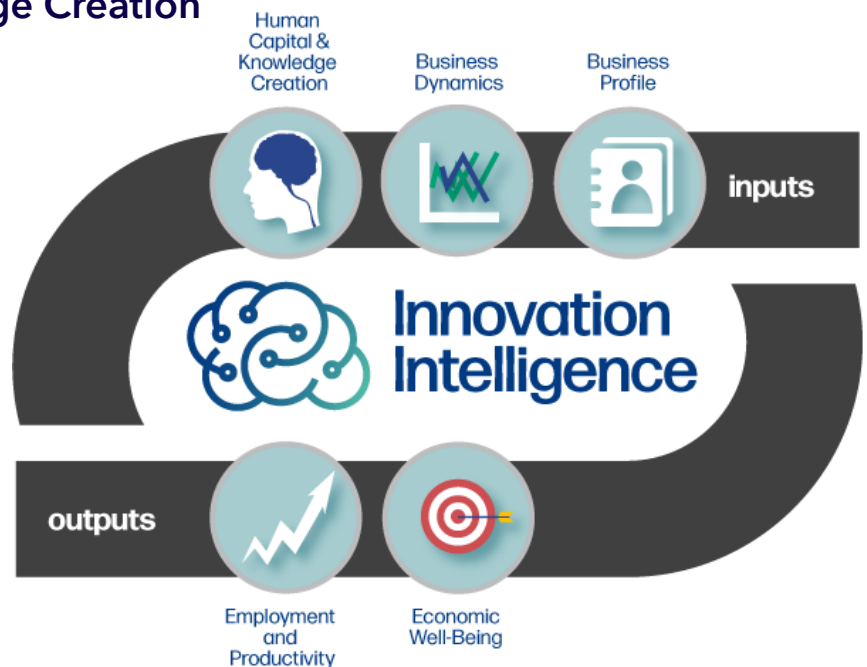 ge Creation
Human
Capital &
Knowledge
Creation
Business
Dynamics
Business
Profile
inputs
Innovation
Intelligence
outputs
Employment
and
Productivity
Economic
Well-Being